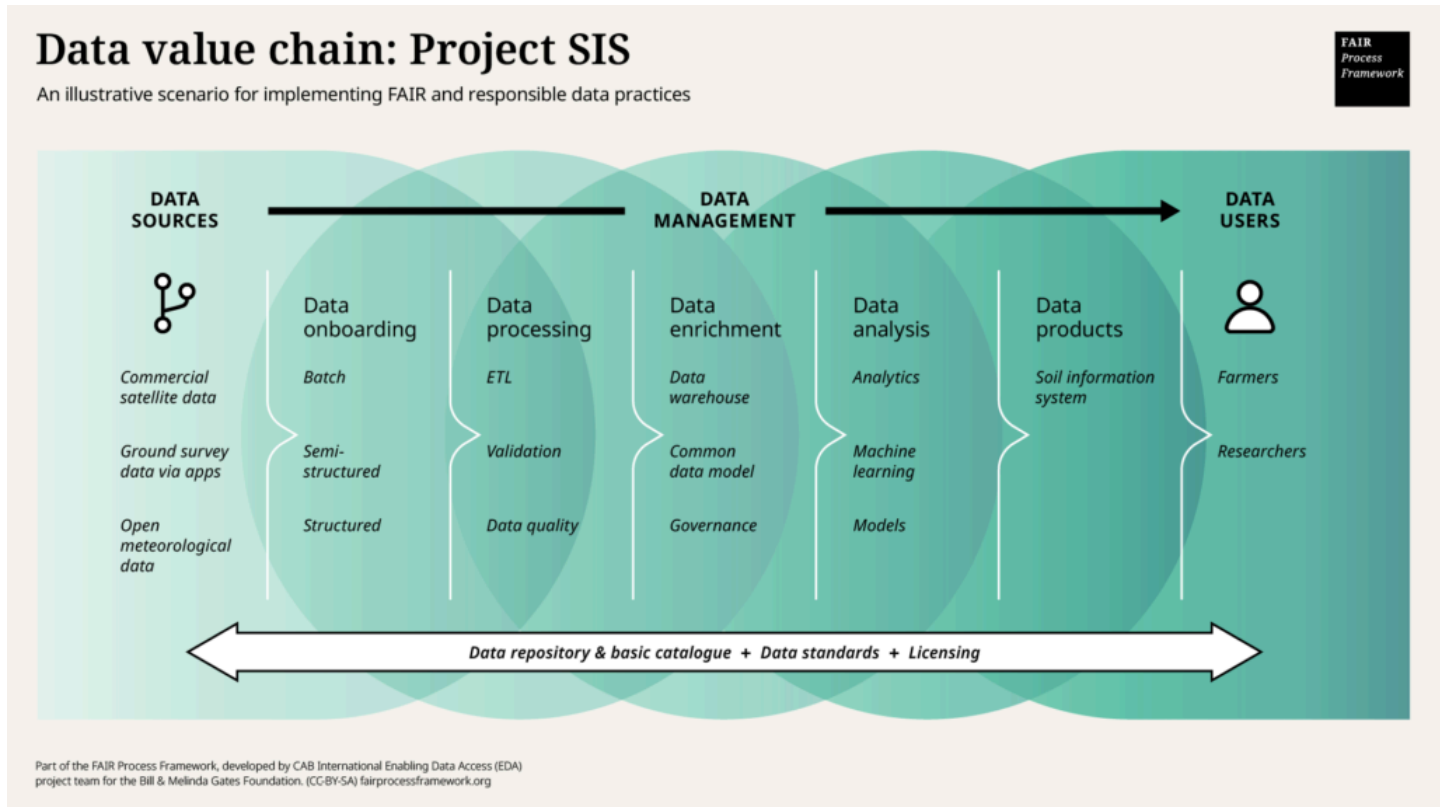 Data value chain: Project SIS
An illustrative scenario for implementing FAIR and responsible data practices
FAIR
Process
Framework
DATA
SOURCES
DATA
MANAGEMENT
DATA
USERS
Commercial
satellite data
Ground survey
data via apps
Open
meteorological
data
Data
onboarding
Batch
Semi-
structured
Structured
Data
processing
ETL
Validation
Data quality
Data
enrichment
Data
warehouse
Common
data model
Governance
Data
analysis
Analytics
Machine
learning
Models
Data
products
Soil information
system
Farmers
Researchers
Data repository & basic catalogue + Data standards + Licensing
Part of the FAIR Process Framework, developed by CAB International Enabling Data Access (EDA)
project team for the Bill & Melinda Gates Foundation. (CC-BY-SA) fairprocessframework.org